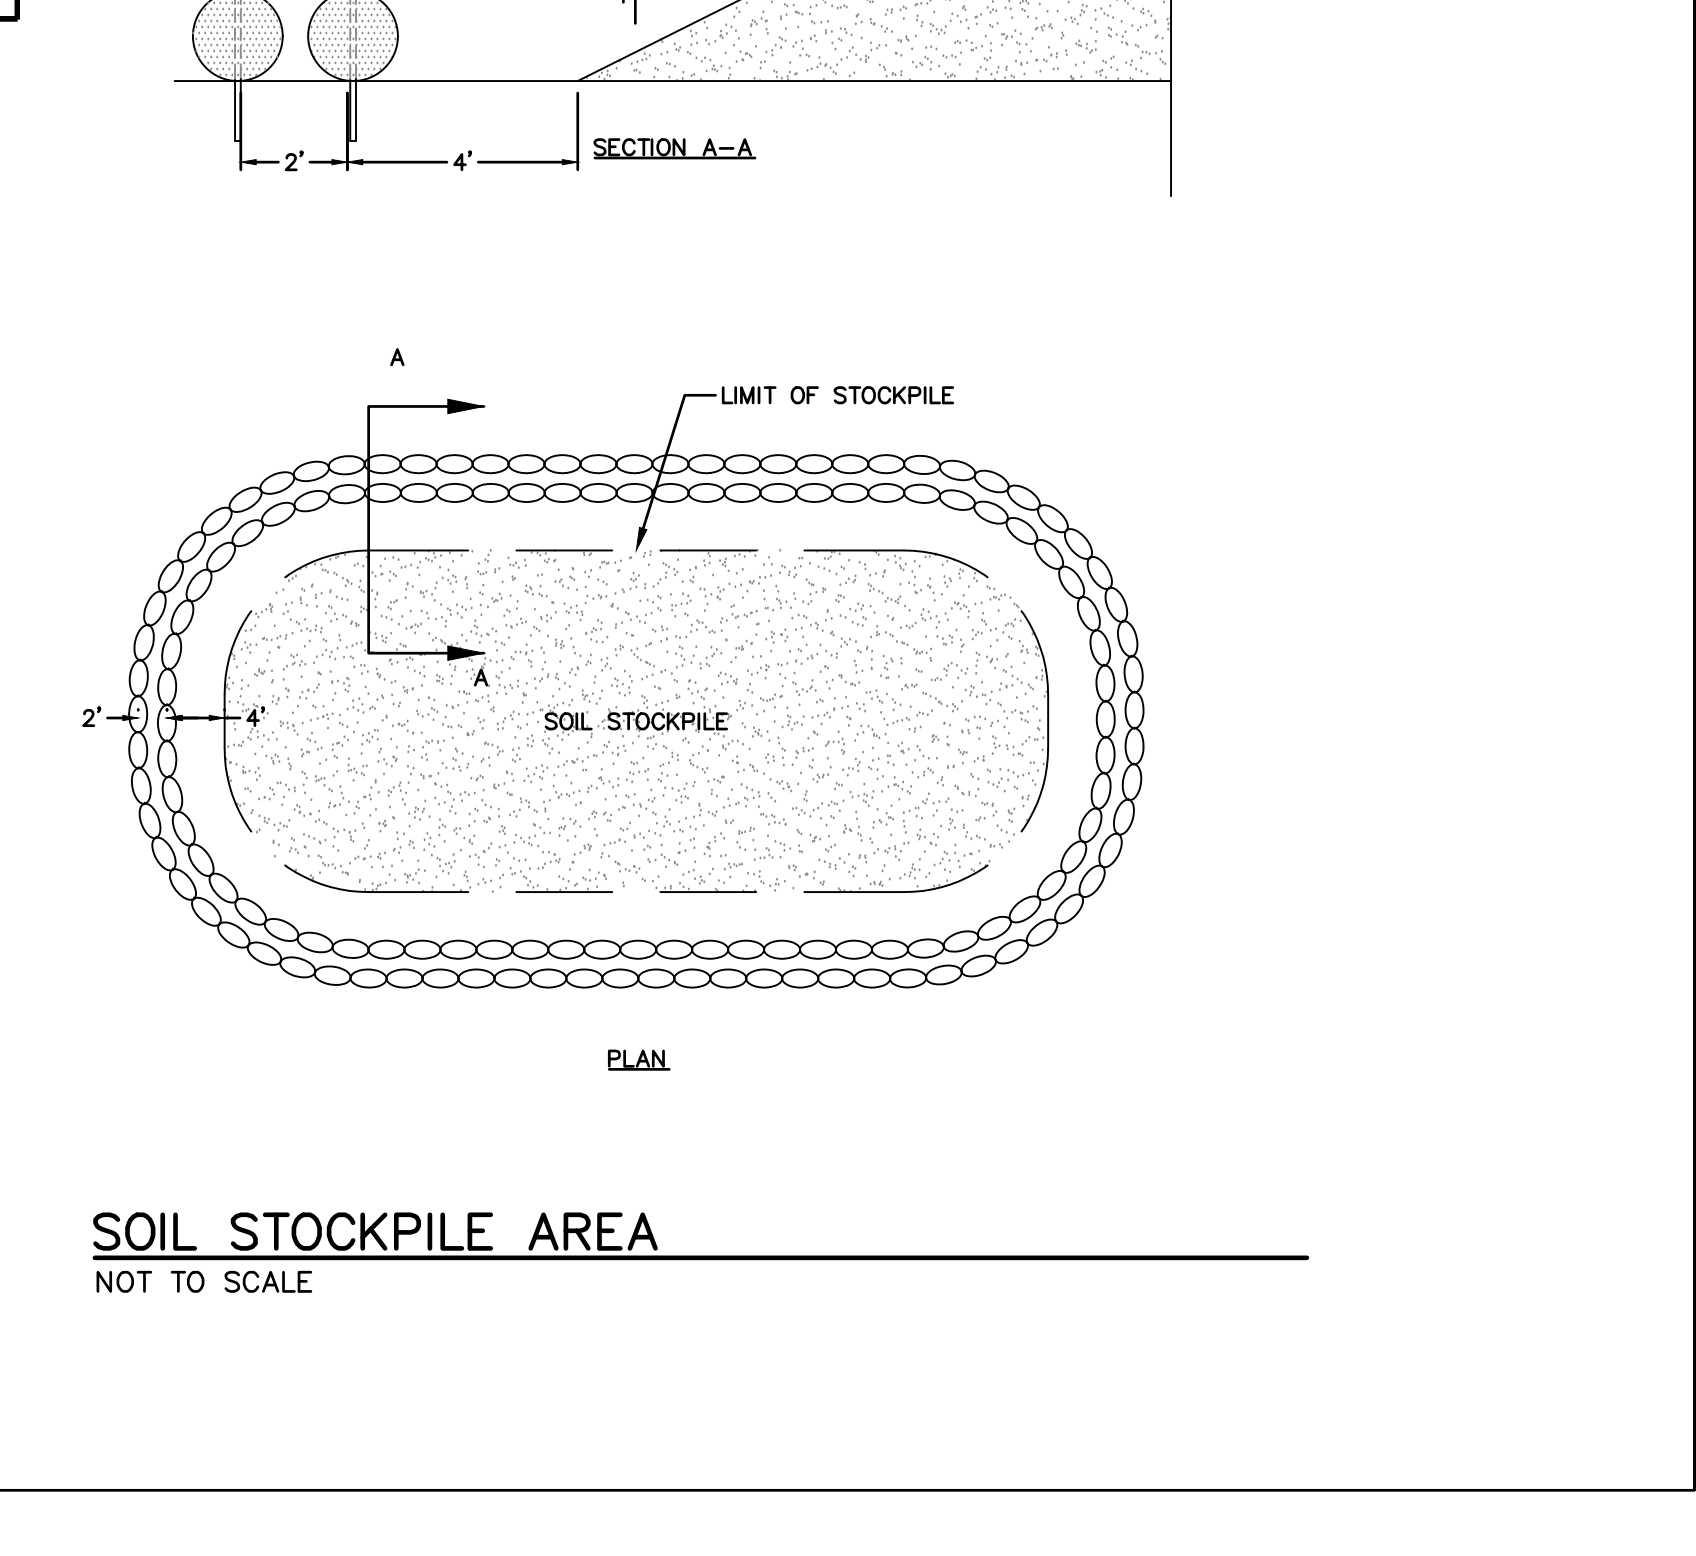 SECTION A-A
2' 4'
A
LIMIT OF STOCKPILE
A
2' 4' SOIL STOCKPILE
PLAN
SOIL STOCKPILE AREA
NOT TO SCALE